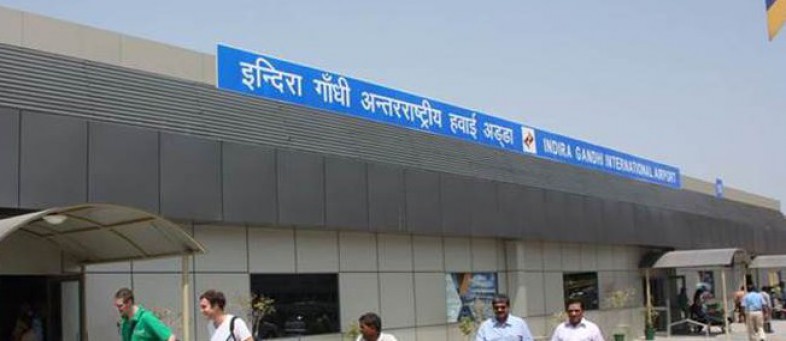 इन्दिरा गाँधी अन्तरराष्ट्रीय हवाई अड्डा INDIRA GANDHI INTERNATIONAL AIRPORT